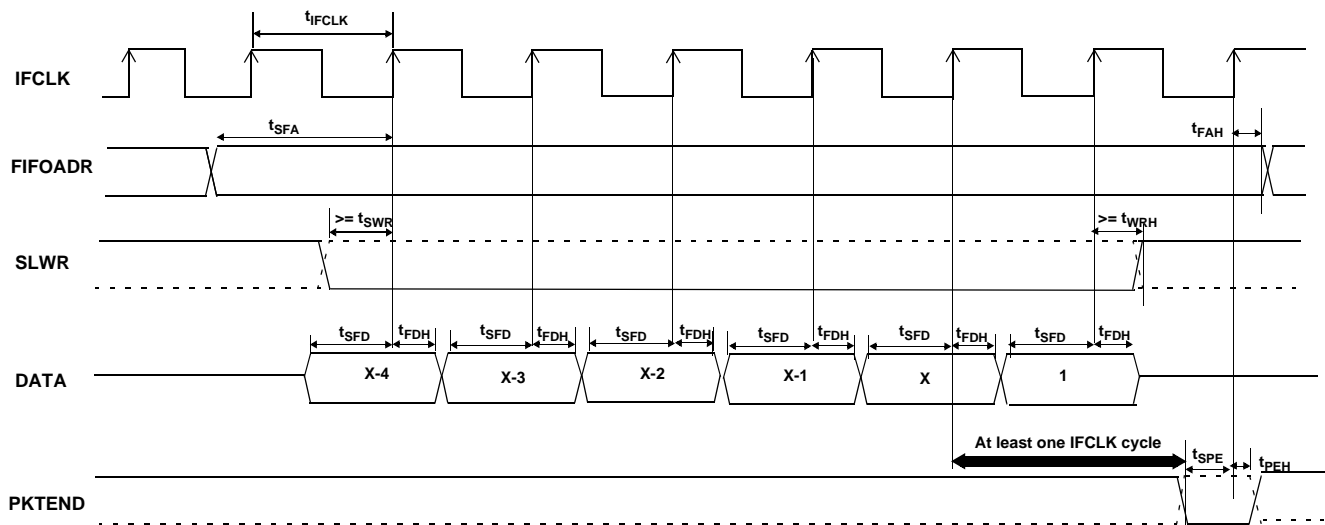 tIFCLK
IFCLK
tSFA
tFAH
FIFOADR
>= tSWR
>= tWRH
SLWR
tSFD tFDH tSFD tFDH tSFD tFDH tSFD tFDH tSFD tFDH tSFD tFDH
DATA X-4 X-3 X-2 X-1 X 1
At least one IFCLK cycle
tSPE
tPEH
PKTEND